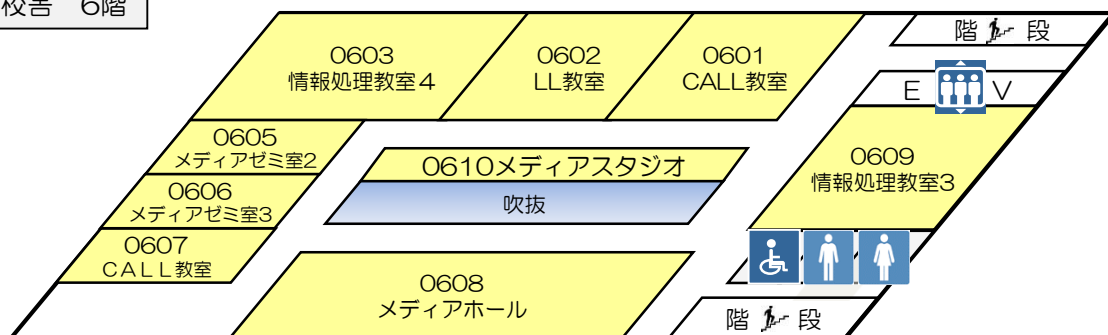 校舎　6階
階 段
0603
情報処理教室4
0602
LL教室
0601
CALL教室
E V
0605
メディアゼミ室2
0610メディアスタジオ
0609
情報処理教室3
0606
メディアゼミ室3
吹抜
0607
CALL教室
0608
メディアホール
階 段